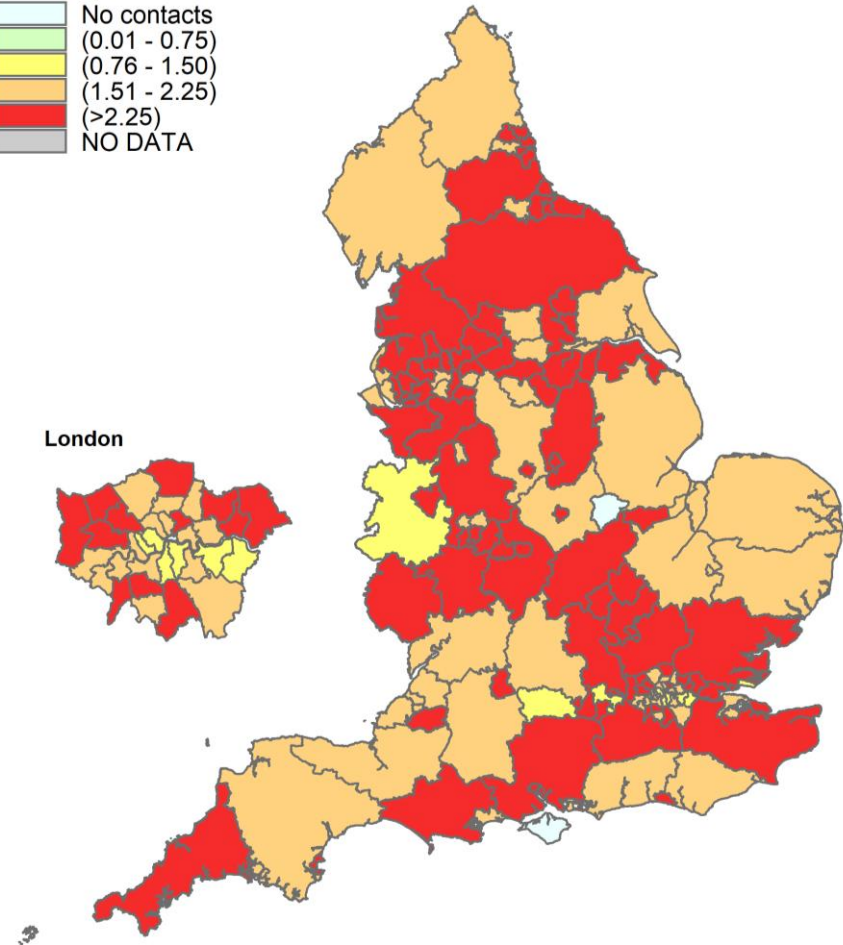 No contacts
(0.01 - 0.75)
(0.76 - 1.50)
(1.51 - 2.25)
(>2.25)
NO DATA
London